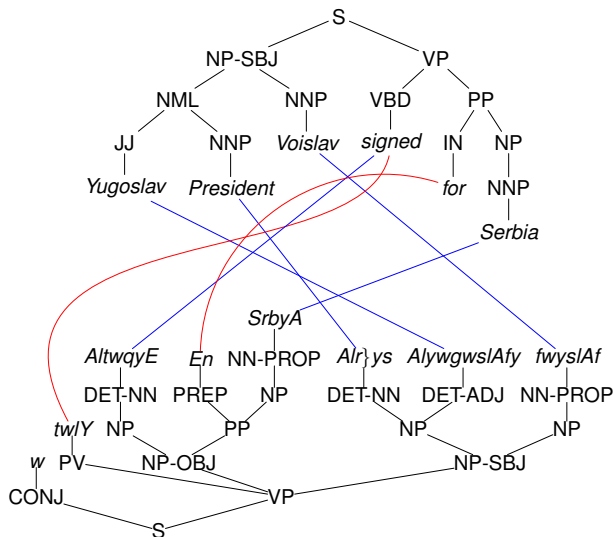 S
NP-SBJ VP
NML NNP VBD PP
JJ NNP Voislav signed IN NP
Yugoslav President for NNP
Serbia
SrbyA
AltwqyE En NN-PROP Alr}ys AlywgwslAfy fwyslAf
DET-NN PREP NP DET-NN DET-ADJ NN-PROP
twlY NP PP NP NP
w PV NP-OBJ NP-SBJ
CONJ VP
S